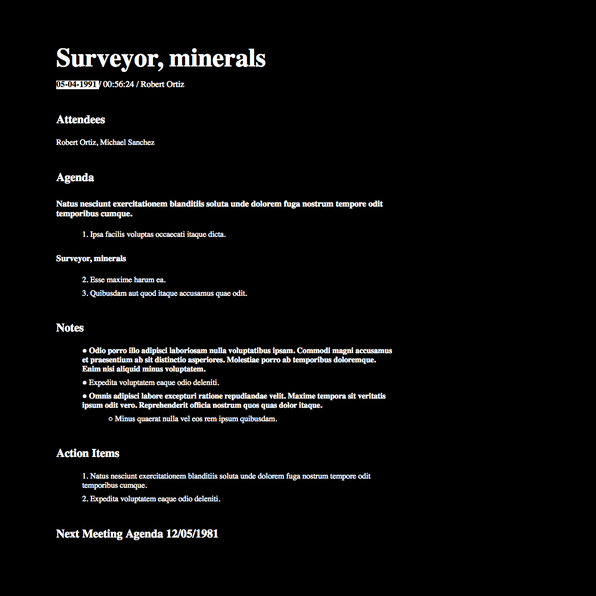 Surveyor, minerals
05-04-1991 / 00:56:24 / Robert Ortiz
Attendees
Robert Ortiz, Michael Sanchez
Agenda
Natus nesciunt exercitationem blanditiis soluta unde dolorem fuga nostrum tempore odit
temporibus cumque.
1. Ipsa facilis voluptas occaecati itaque dicta.
Surveyor, minerals
2. Esse maxime harum ea.
3. Quibusdam aut quod itaque accusamus quae odit.
Notes
● Odio porro illo adipisci laboriosam nulla voluptatibus ipsam. Commodi magni accusamus
et praesentium ab sit distinctio asperiores. Molestiae porro ab temporibus doloremque.
Enim nisi aliquid minus voluptatem.
● Expedita voluptatem eaque odio deleniti.
● Omnis adipisci labore excepturi ratione repudiandae velit. Maxime tempora sit veritatis
ipsum odit vero. Reprehenderit officia nostrum quos quas dolor itaque.
○ Minus quaerat nulla vel eos rem ipsum quibusdam.
Action Items
1. Natus nesciunt exercitationem blanditiis soluta unde dolorem fuga nostrum tempore odit
temporibus cumque.
2. Expedita voluptatem eaque odio deleniti.
Next Meeting Agenda 12/05/1981